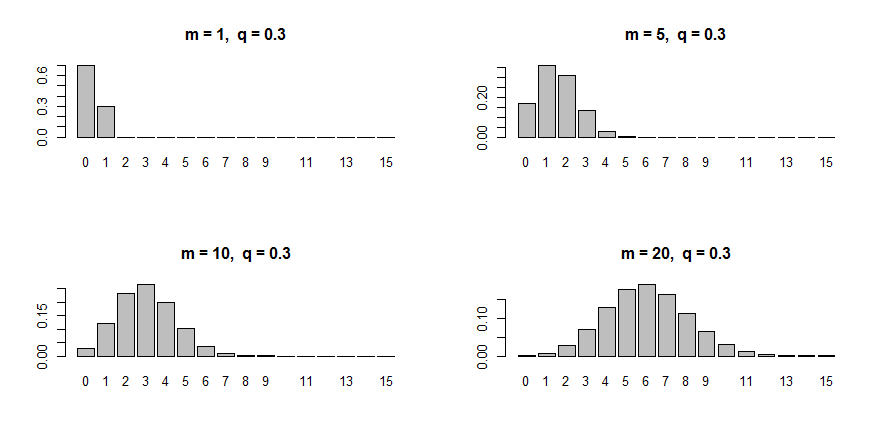 m = 1,  q = 0.3
0.0 0.3 0.6
0 1 2 3 4 5 6 7 8 9 11 13 15
m = 5,  q = 0.3
0.00 0.20
0 1 2 3 4 5 6 7 8 9 11 13 15
m = 10,  q = 0.3
0.00 0.15
0 1 2 3 4 5 6 7 8 9 11 13 15
m = 20,  q = 0.3
0.00 0.10
0 1 2 3 4 5 6 7 8 9 11 13 15